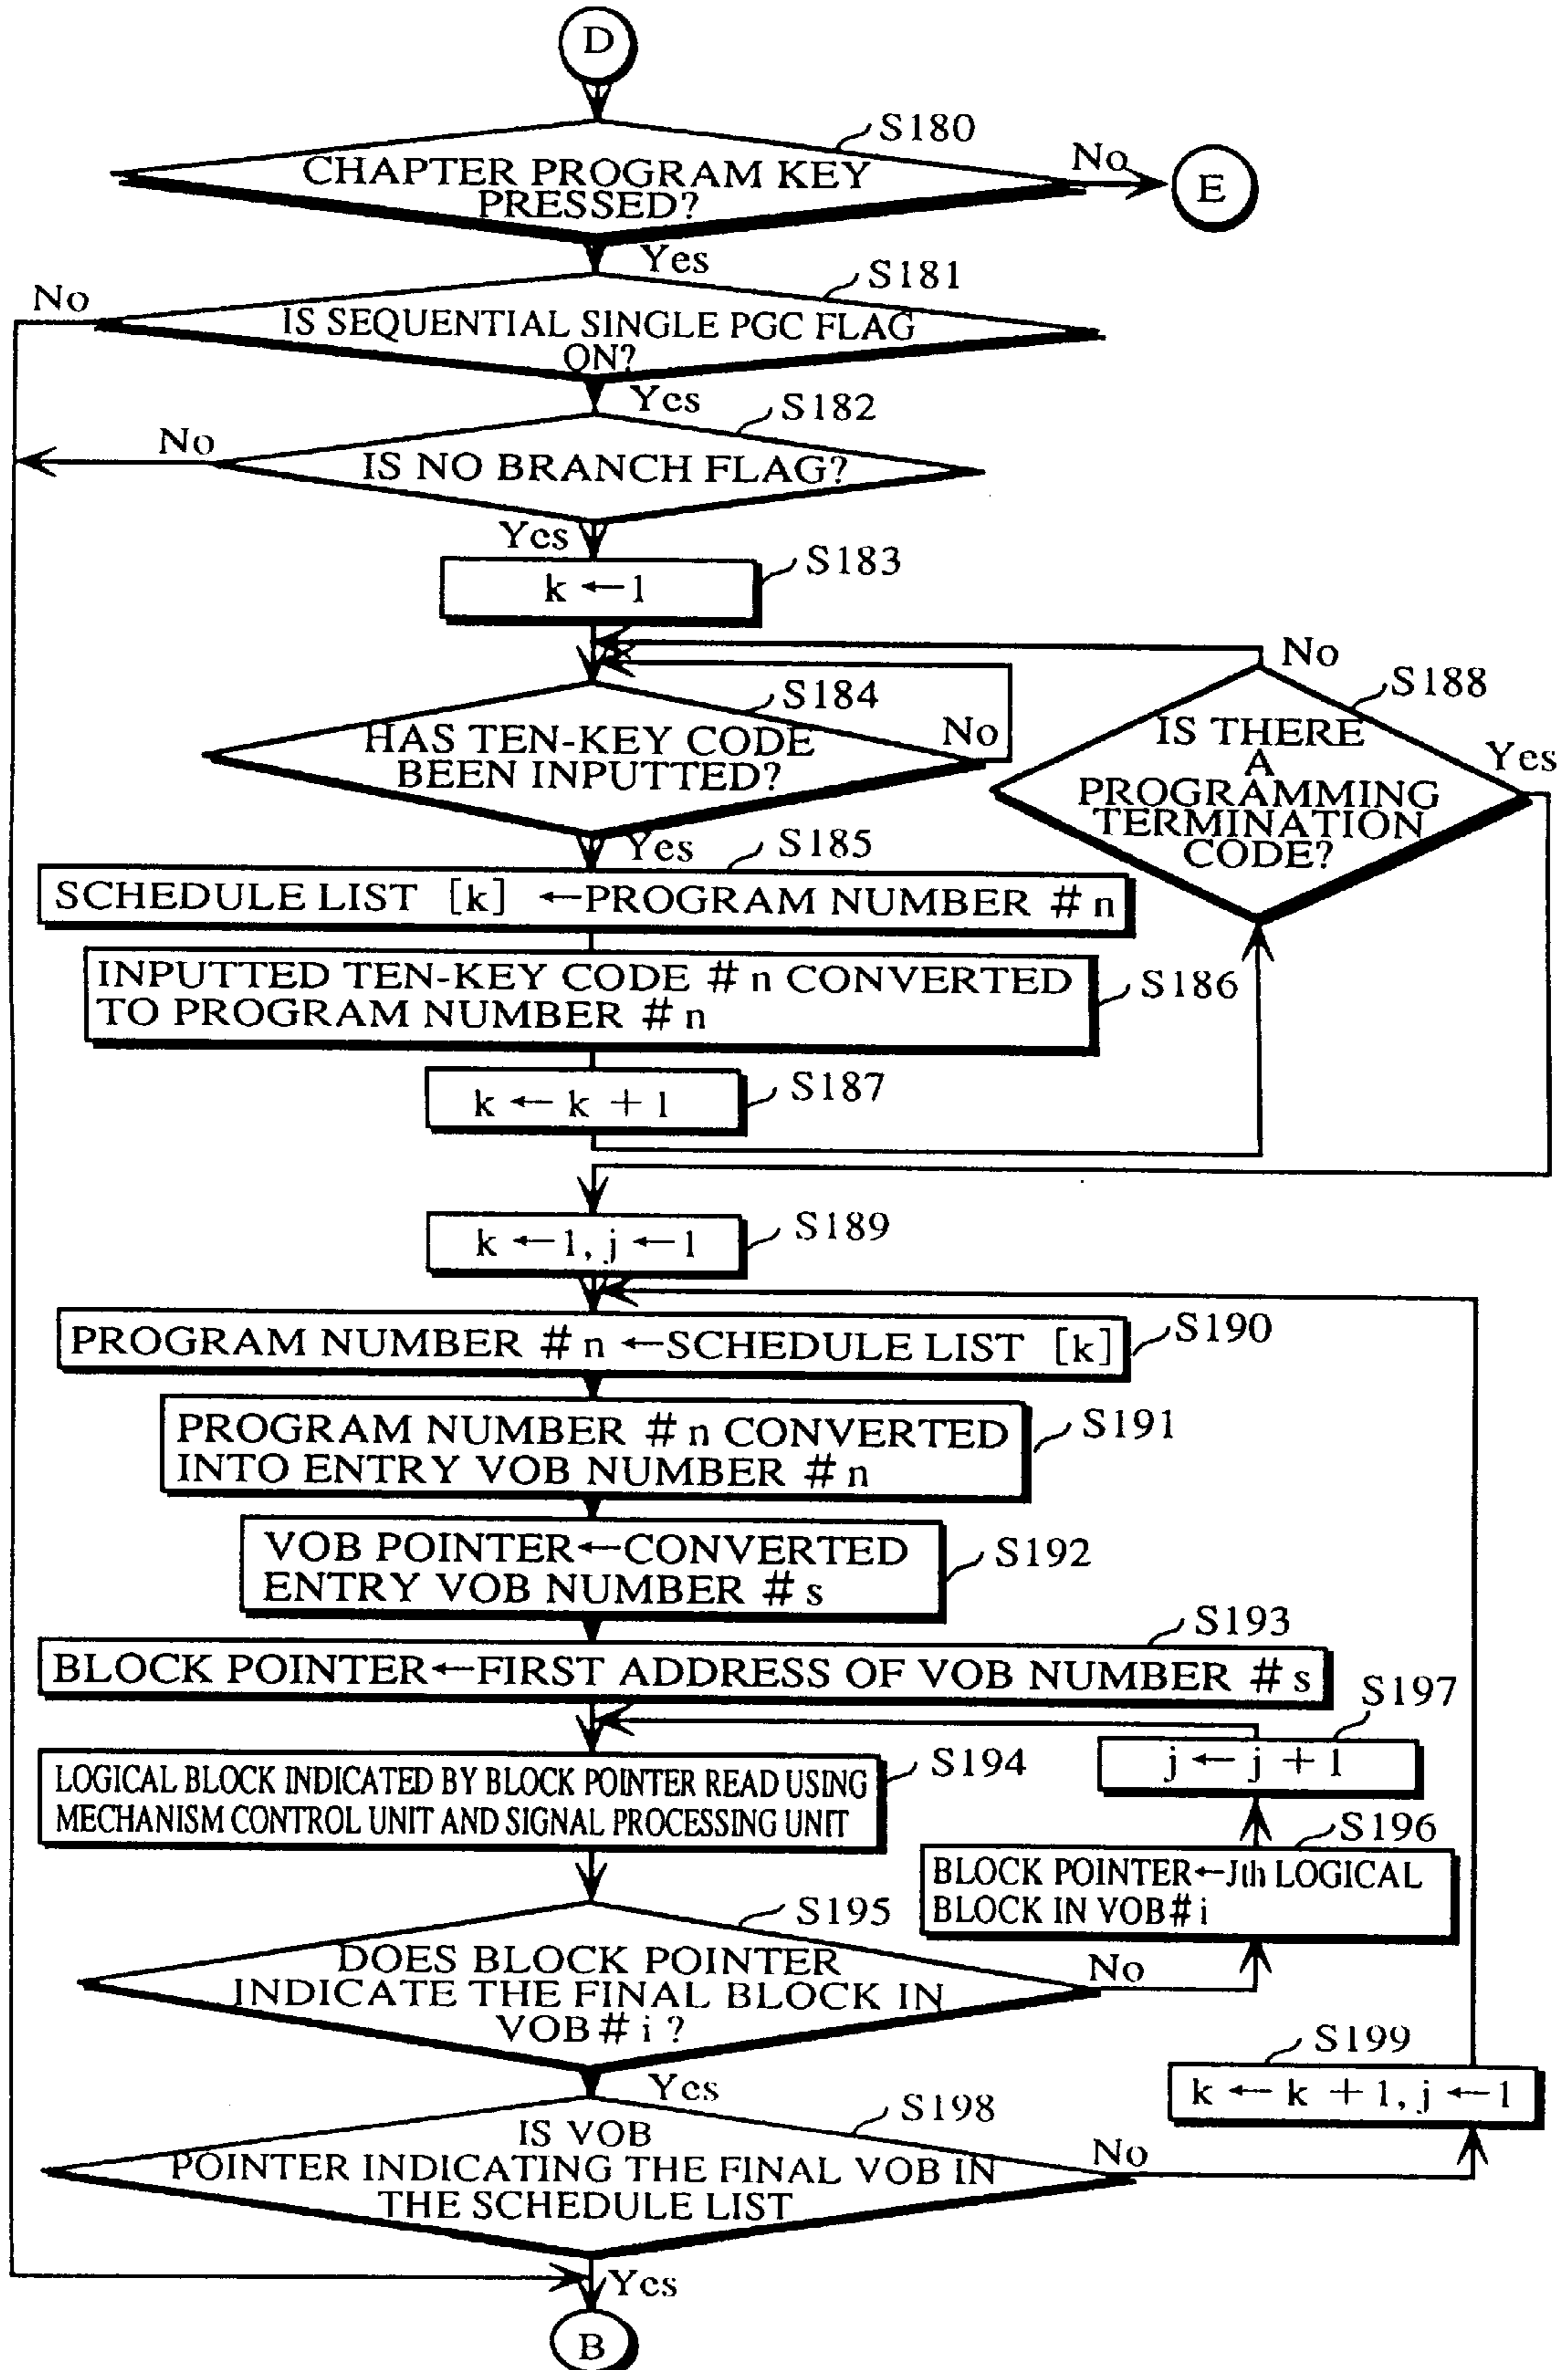 D
S180
CHAPTER PROGRAM KEY
PRESSED?
No
E
Yes
S181
No
IS SEQUENTIAL SINGLE PGC FLAG
ON?
Yes
S182
No
IS NO BRANCH FLAG?
Yes
S183
k ←1
No
S188
S184
HAS TEN-KEY CODE
BEEN INPUTTED?
No
IS THERE
A
PROGRAMMING
TERMINATION
CODE?
Yes
Yes
S185
SCHEDULE LIST [k] ←PROGRAM NUMBER #n
INPUTTED TEN-KEY CODE #n CONVERTED
TO PROGRAM NUMBER #n
S186
k ← k + 1
S187
k ←1, j ←1
S189
PROGRAM NUMBER #n ←SCHEDULE LIST [k]
S190
PROGRAM NUMBER #n CONVERTED
INTO ENTRY VOB NUMBER #n
S191
VOB POINTER←CONVERTED
ENTRY VOB NUMBER #s
S192
S193
BLOCK POINTER←FIRST ADDRESS OF VOB NUMBER #s
S197
j ← j + 1
S194
LOGICAL BLOCK INDICATED BY BLOCK POINTER READ USING
MECHANISM CONTROL UNIT AND SIGNAL PROCESSING UNIT
S196
BLOCK POINTER←Jth LOGICAL
BLOCK IN VOB#i
S195
DOES BLOCK POINTER
INDICATE THE FINAL BLOCK IN
VOB#i?
No
S199
k ← k + 1, j ←1
Yes
S198
IS VOB
POINTER INDICATING THE FINAL VOB IN
THE SCHEDULE LIST
No
Yes
B